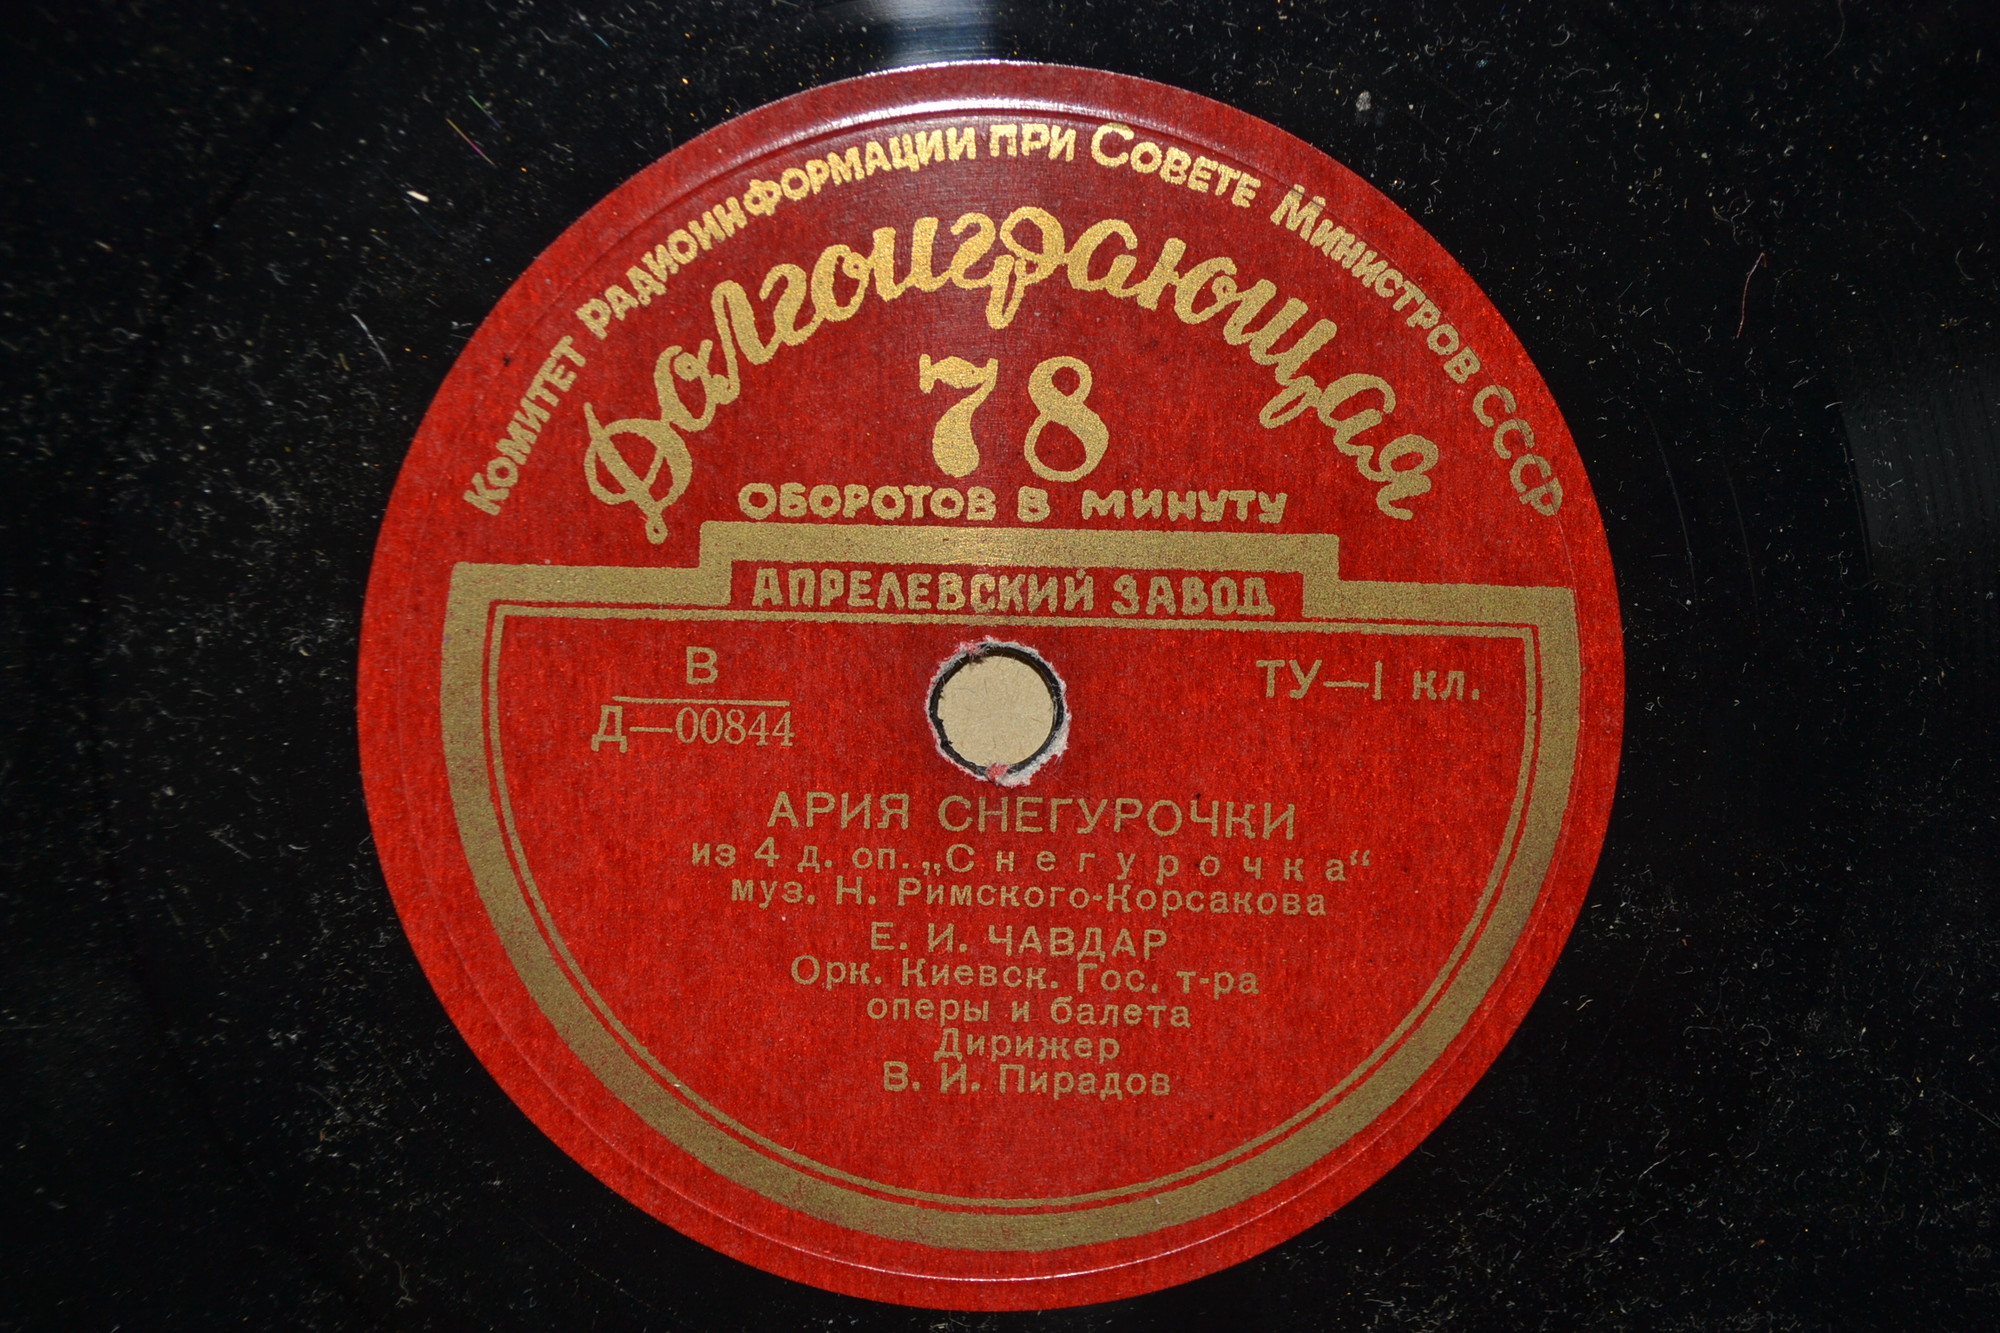 Комитет радиоинформации при Совете Министров СССР
Долгоиграющая
78
оборотов в минуту
Апрелевский завод
В
Д—00844
ТУ—I кл.
АРИЯ СНЕГУРОЧКИ
из 4 д. оп. „Снегурочка“
муз. Н. Римского-Корсакова
Е. И. ЧАВДАР
Орк. Киевск. Гос. т-ра
оперы и балета
Дирижер
В. И. Пирадов